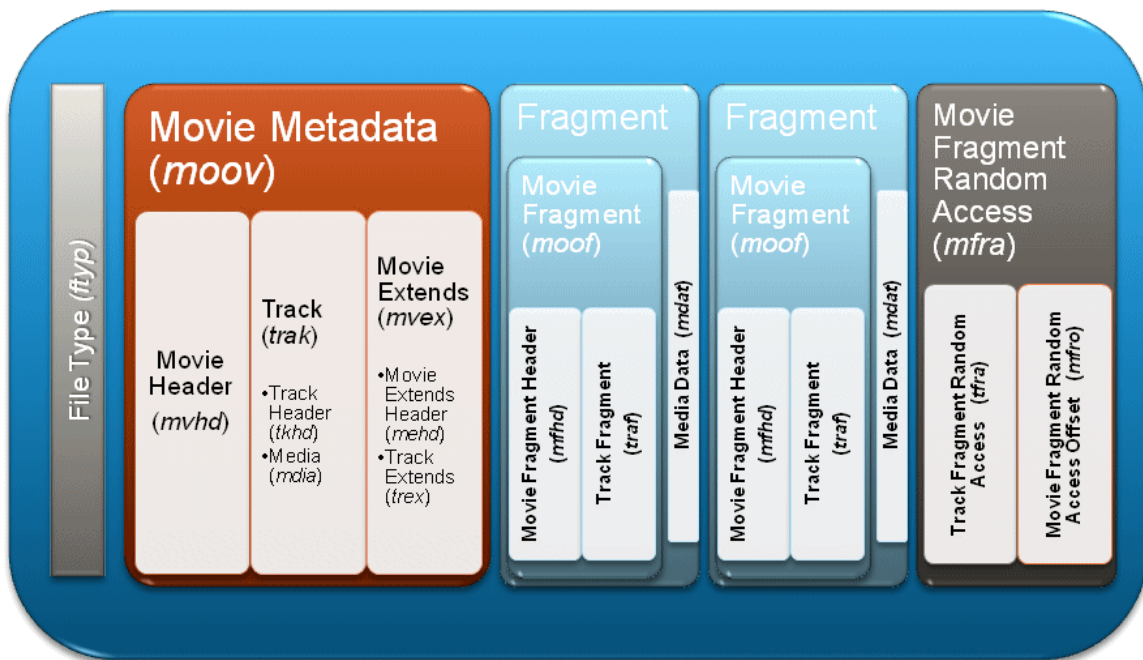 File Type (ftyp)
Movie Metadata
(moov)
Movie
Header
(mvhd)
Track
(trak)
•Track
Header
(tkhd)
•Media
(mdia)
Movie
Extends
(mvex)
•Movie
Extends
Header
(mehd)
•Track
Extends
(trex)
Fragment
Movie
Fragment
(moof)
Movie Fragment Header
(mfhd)
Track Fragment
(traf)
Media Data (mdat)
Fragment
Movie
Fragment
(moof)
Movie Fragment Header
(mfhd)
Track Fragment
(traf)
Media Data (mdat)
Movie
Fragment
Random
Access
(mfra)
Track Fragment Random
Access (tfra)
Movie Fragment Random
Access Offset (mfro)